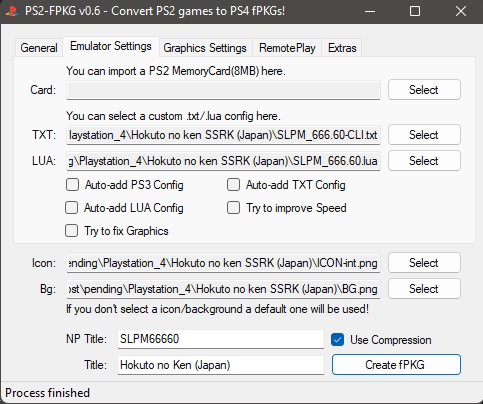 PS2-FPKG v0.6 - Convert PS2 games to PS4 fPKGs!
General Emulator Settings Graphics Settings RemotePlay Extras
You can import a PS2 MemoryCard(8MB) here.
Card: Select
You can select a custom .txt/.lua config here.
TXT: laystation_4\Hokuto no ken SSRK (Japan)\SLPM_666.60-CLI.txt Select
LUA: g\Playstation_4\Hokuto no ken SSRK (Japan)\SLPM_666.60.lua Select
Auto-add PS3 Config Auto-add TXT Config
Auto-add LUA Config Try to improve Speed
Try to fix Graphics
Icon: ending\Playstation_4\Hokuto no ken SSRK (Japan)\ICON-int.png Select
Bg: ost\pending\Playstation_4\Hokuto no ken SSRK (Japan)\BG.png Select
If you don't select a icon/background a default one will be used!
NP Title: SLPM66660 Use Compression
Title: Hokuto no Ken (Japan) Create fPKG
Process finished